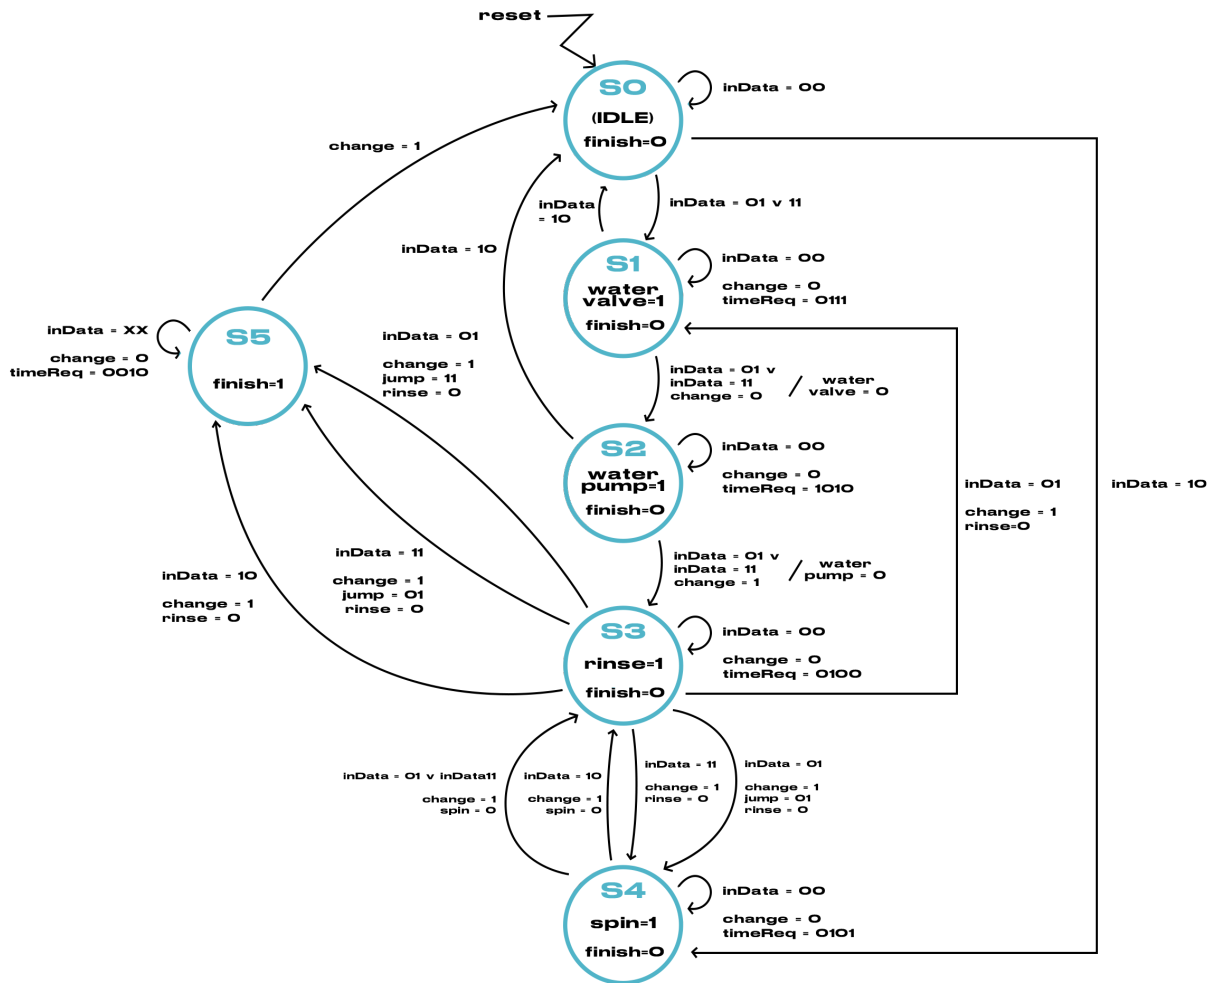 reset
S0
(IDLE)
finish=0
inData = 00
change = 1
inData
= 10
inData = 01 v 11
inData = 10
S1
water
valve=1
finish=0
inData = 00
change = 0
timeReq = 0111
S5
finish=1
inData = XX
change = 0
timeReq = 0010
inData = 01
change = 1
jump = 11
rinse = 0
inData = 01 v
inData = 11
change = 0
/
water
valve = 0
S2
water
pump=1
finish=0
inData = 00
change = 0
timeReq = 1010
inData = 01
change = 1
rinse=0
inData = 10
inData = 11
change = 1
jump = 01
rinse = 0
inData = 10
change = 1
rinse = 0
inData = 01 v
inData = 11
change = 1
/
water
pump = 0
S3
rinse=1
finish=0
inData = 00
change = 0
timeReq = 0100
inData = 01 v inData11
change = 1
spin = 0
inData = 10
change = 1
spin = 0
inData = 11
change = 1
rinse = 0
inData = 01
change = 1
jump = 01
rinse = 0
S4
spin=1
finish=0
inData = 00
change = 0
timeReq = 0101